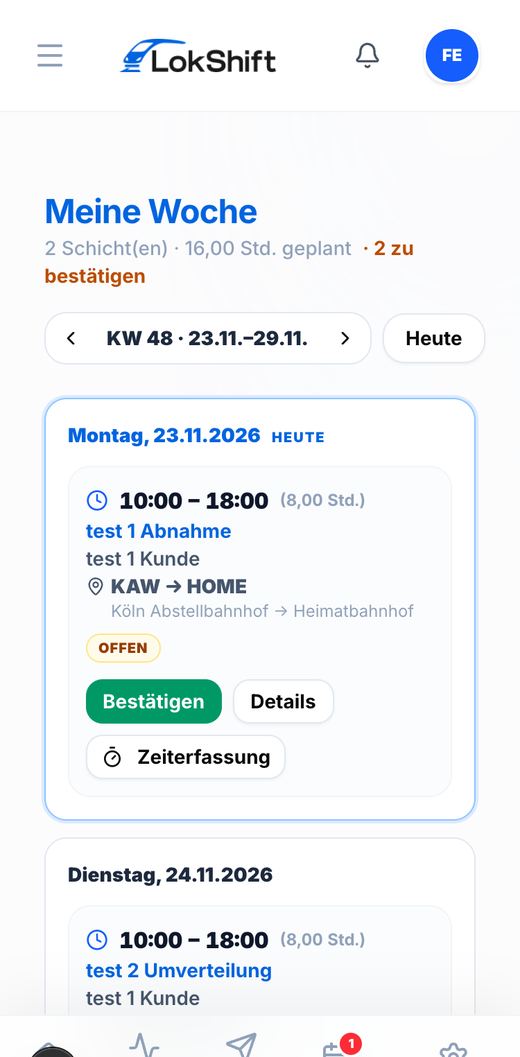 LokShift
FE
Meine Woche
2 Schicht(en) · 16,00 Std. geplant · 2 zu
bestätigen
KW 48 · 23.11.–29.11.
Heute
Montag, 23.11.2026 HEUTE
10:00 – 18:00 (8,00 Std.)
test 1 Abnahme
test 1 Kunde
KAW → HOME
Köln Abstellbahnhof → Heimatbahnhof
OFFEN
Bestätigen
Details
Zeiterfassung
Dienstag, 24.11.2026
10:00 – 18:00 (8,00 Std.)
test 2 Umverteilung
test 1 Kunde
1